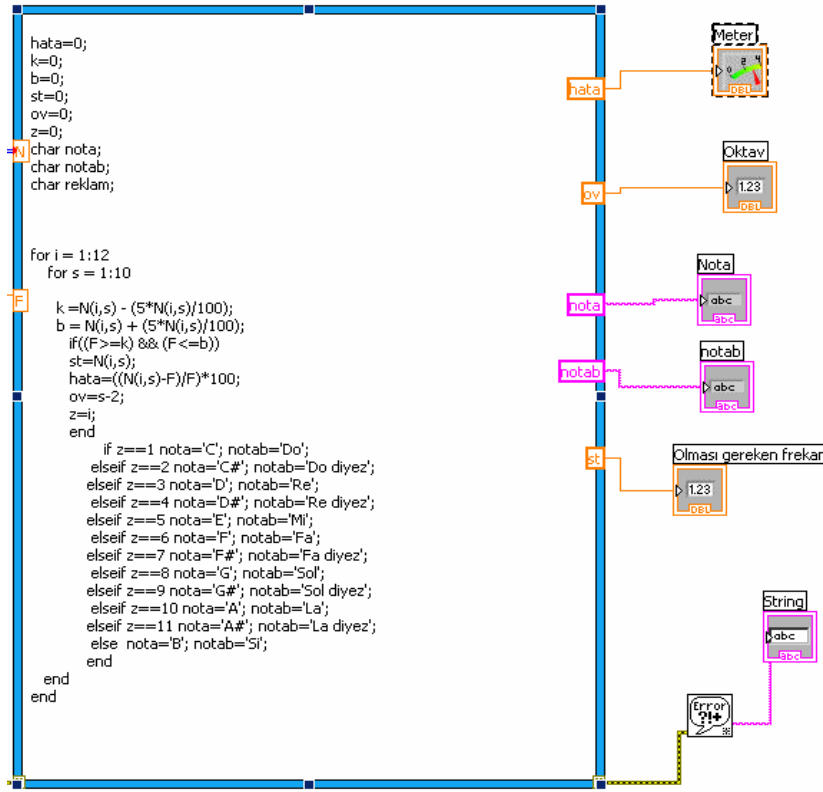 hata=0;
k=0;
b=0;
st=0;
ov=0;
z=0;
char nota;
char notab;
char reklam;
for i = 1:12
for s = 1:10
k =N(i,s) - (5*N(i,s)/100);
b = N(i,s) + (5*N(i,s)/100);
if((F>=k) && (F<=b))
st=N(i,s);
hata=((N(i,s)-F)/F)*100;
ov=s-2;
z=i;
end
if z==1 nota='C'; notab='Do';
elseif z==2 nota='C#'; notab='Do diyez';
elseif z==3 nota='D'; notab='Re';
elseif z==4 nota='D#'; notab='Re diyez';
elseif z==5 nota='E'; notab='Mi';
elseif z==6 nota='F'; notab='Fa';
elseif z==7 nota='F#'; notab='Fa diyez';
elseif z==8 nota='G'; notab='Sol';
elseif z==9 nota='G#'; notab='Sol diyez';
elseif z==10 nota='A'; notab='La';
elseif z==11 nota='A#'; notab='La diyez';
else nota='B'; notab='Si';
end
end
end
N
F
hata
ov
nota
notab
st
Meter
0 2 4
DBL
Oktav
1.23
DBL
Nota
abc
abc
notab
abc
abc
Olması gereken frekan
1.23
DBL
String
abc
abc
Error
?!+